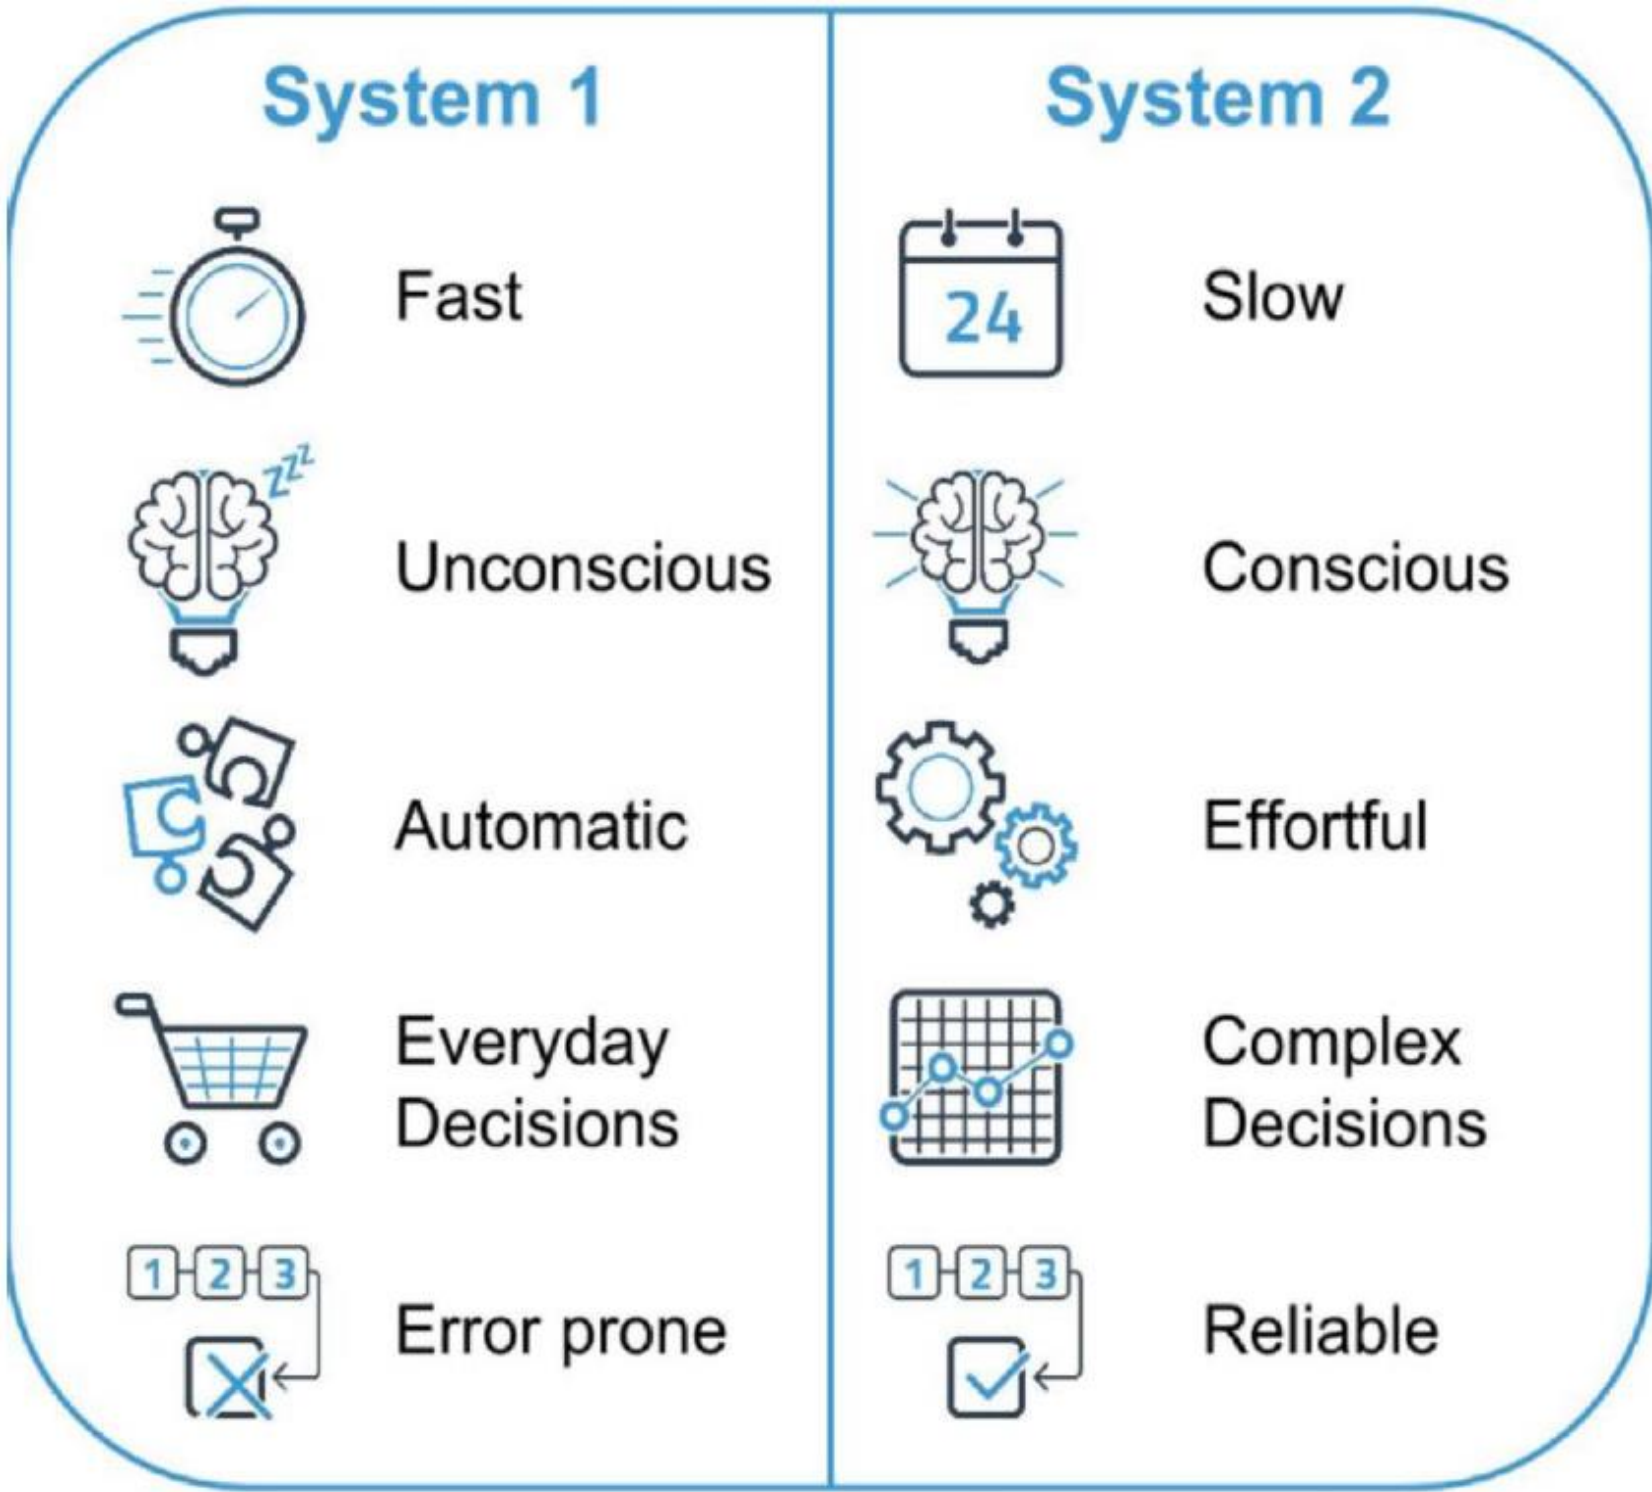 System 1
Fast
zzz
Unconscious
Automatic
Everyday
Decisions
1 2 3
Error prone
System 2
24
Slow
Conscious
Effortful
Complex
Decisions
1 2 3
Reliable